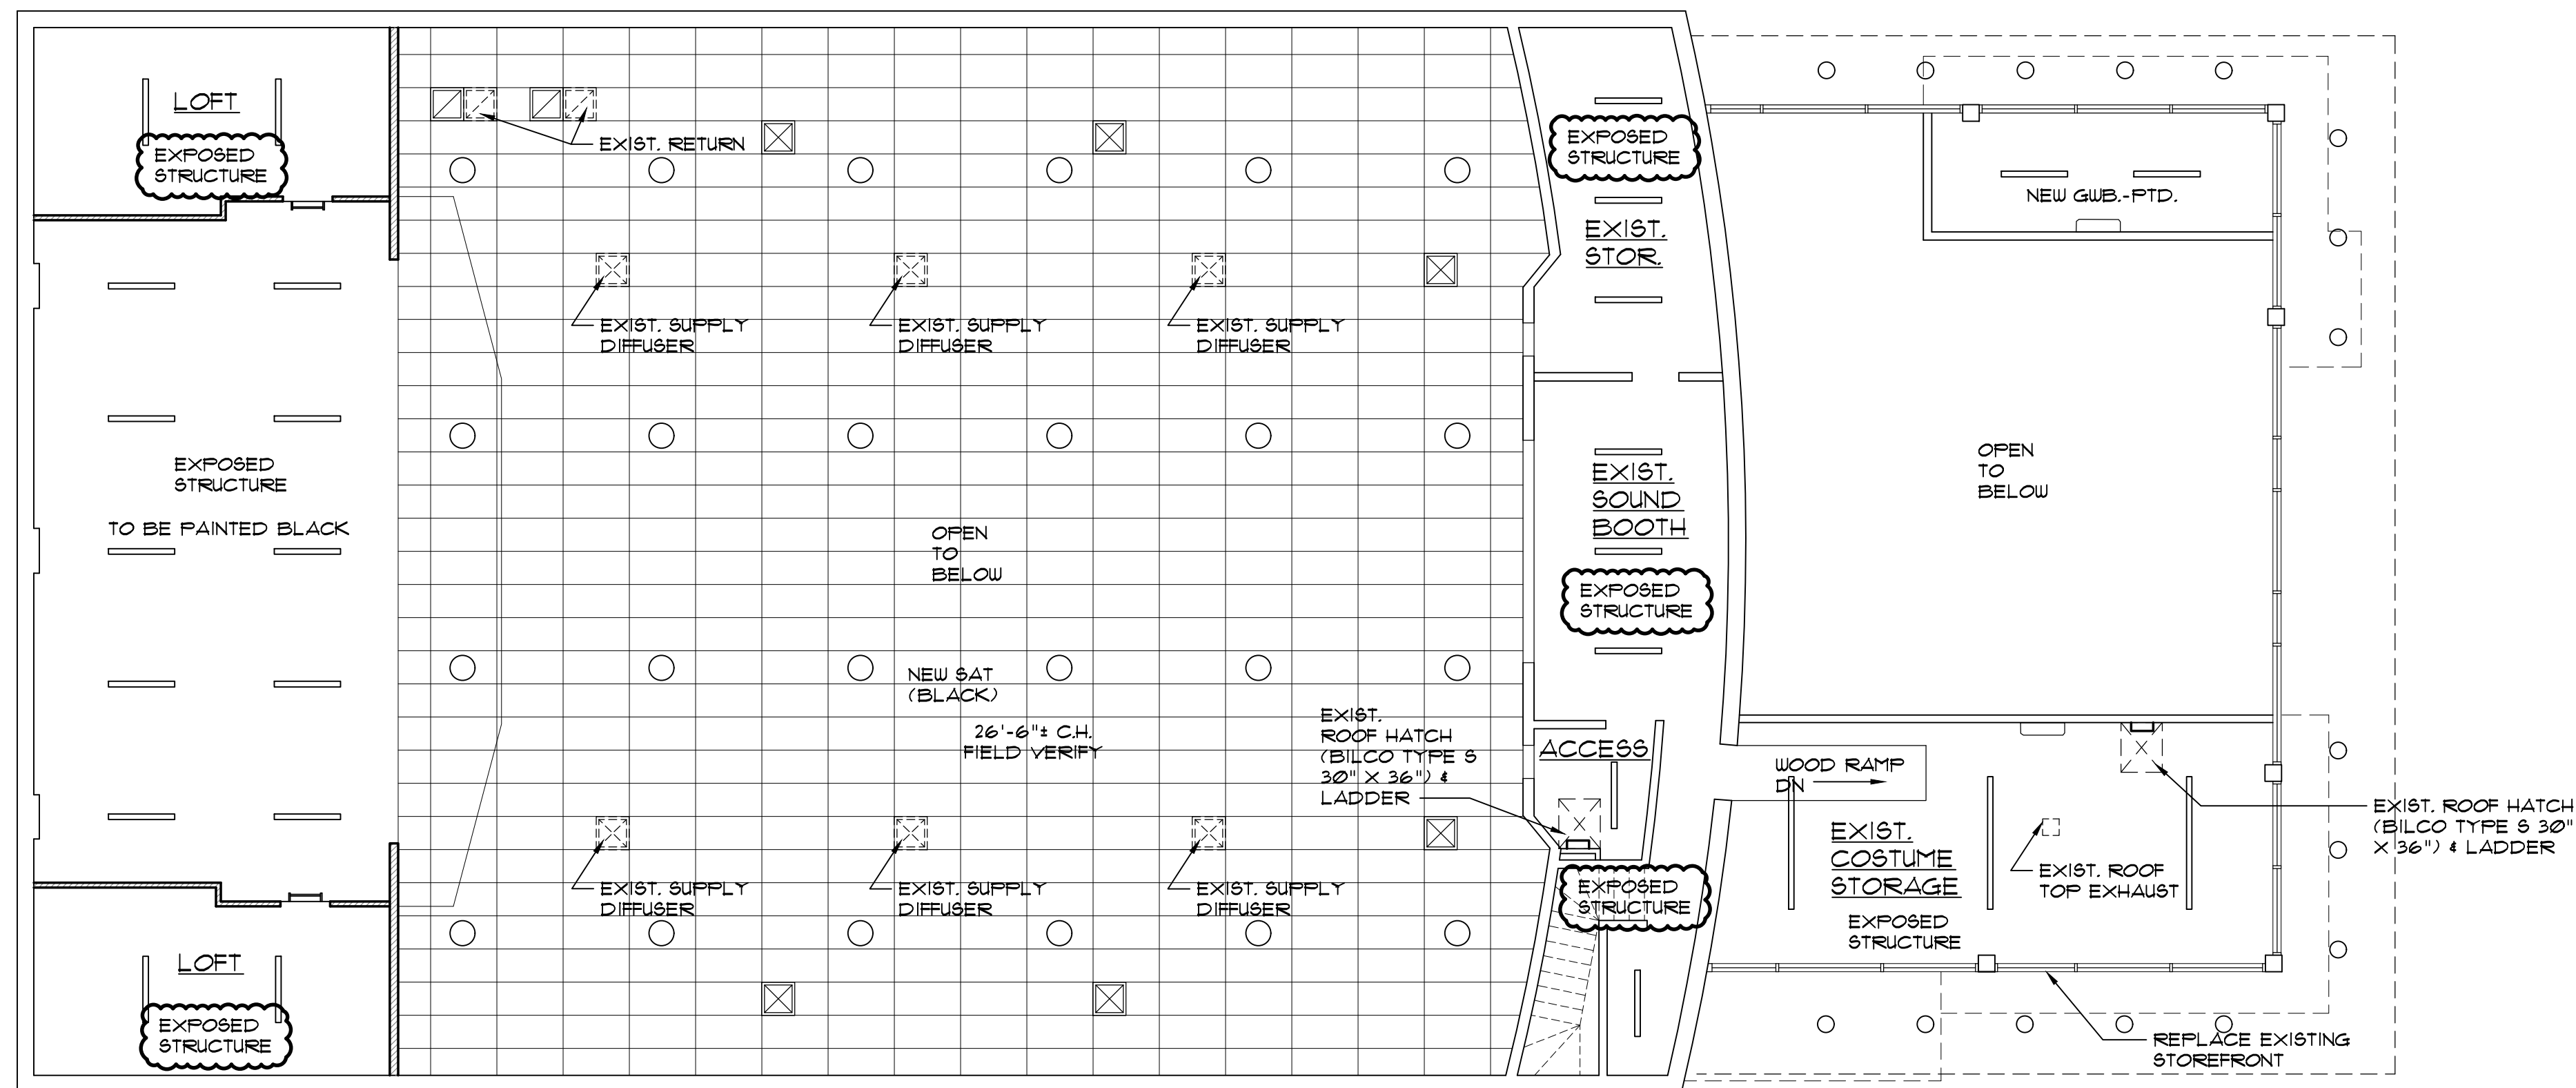 LOFT
EXPOSED
STRUCTURE
EXIST. RETURN
EXPOSED
STRUCTURE
EXIST.
STOR.
NEW GWB.-PTD.
EXIST. SUPPLY
DIFFUSER
EXIST. SUPPLY
DIFFUSER
EXIST. SUPPLY
DIFFUSER
EXPOSED
STRUCTURE
TO BE PAINTED BLACK
OPEN
TO
BELOW
EXIST.
SOUND
BOOTH
EXPOSED
STRUCTURE
OPEN
TO
BELOW
NEW SAT
(BLACK)
26'-6"± C.H.
FIELD VERIFY
EXIST.
ROOF HATCH
(BILCO TYPE S
30" X 36") &
LADDER
ACCESS
WOOD RAMP
DN
EXIST. ROOF HATCH
(BILCO TYPE S 30"
X 36") & LADDER
EXIST. SUPPLY
DIFFUSER
EXIST. SUPPLY
DIFFUSER
EXIST. SUPPLY
DIFFUSER
EXPOSED
STRUCTURE
EXIST.
COSTUME
STORAGE
EXPOSED
STRUCTURE
EXIST. ROOF
TOP EXHAUST
LOFT
EXPOSED
STRUCTURE
REPLACE EXISTING
STOREFRONT